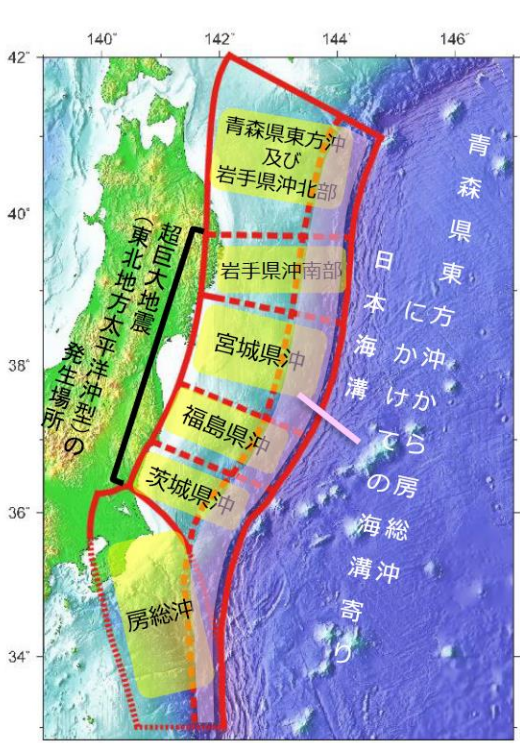 140°
142°
144°
146°
42°
40°
38°
36°
34°
青森県東方沖
及び
岩手県沖北部
岩手県沖南部
宮城県沖
福島県沖
茨城県沖
房総沖
超巨大地震
（東北地方太平洋沖型）の
発生場所
日本海溝
青森県東方沖から房総沖
にかけての海溝寄り